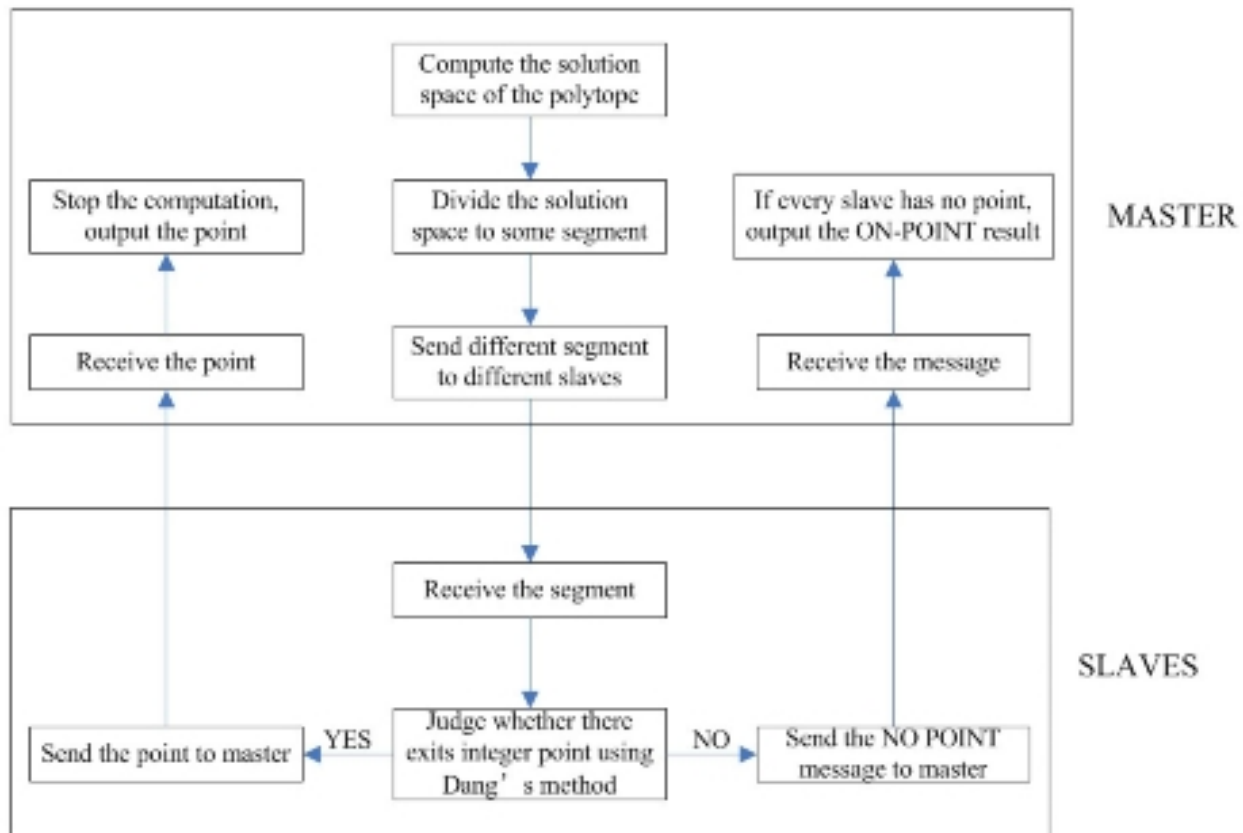 Compute the solution
space of the polytope
Stop the computation,
output the point
Divide the solution
space to some segment
If every slave has no point,
output the ON-POINT result
MASTER
Receive the point
Send different segment
to different slaves
Receive the message
Receive the segment
SLAVES
Send the point to master
YES
Judge whether there
exits integer point using
Dang's method
NO
Send the NO POINT
message to master